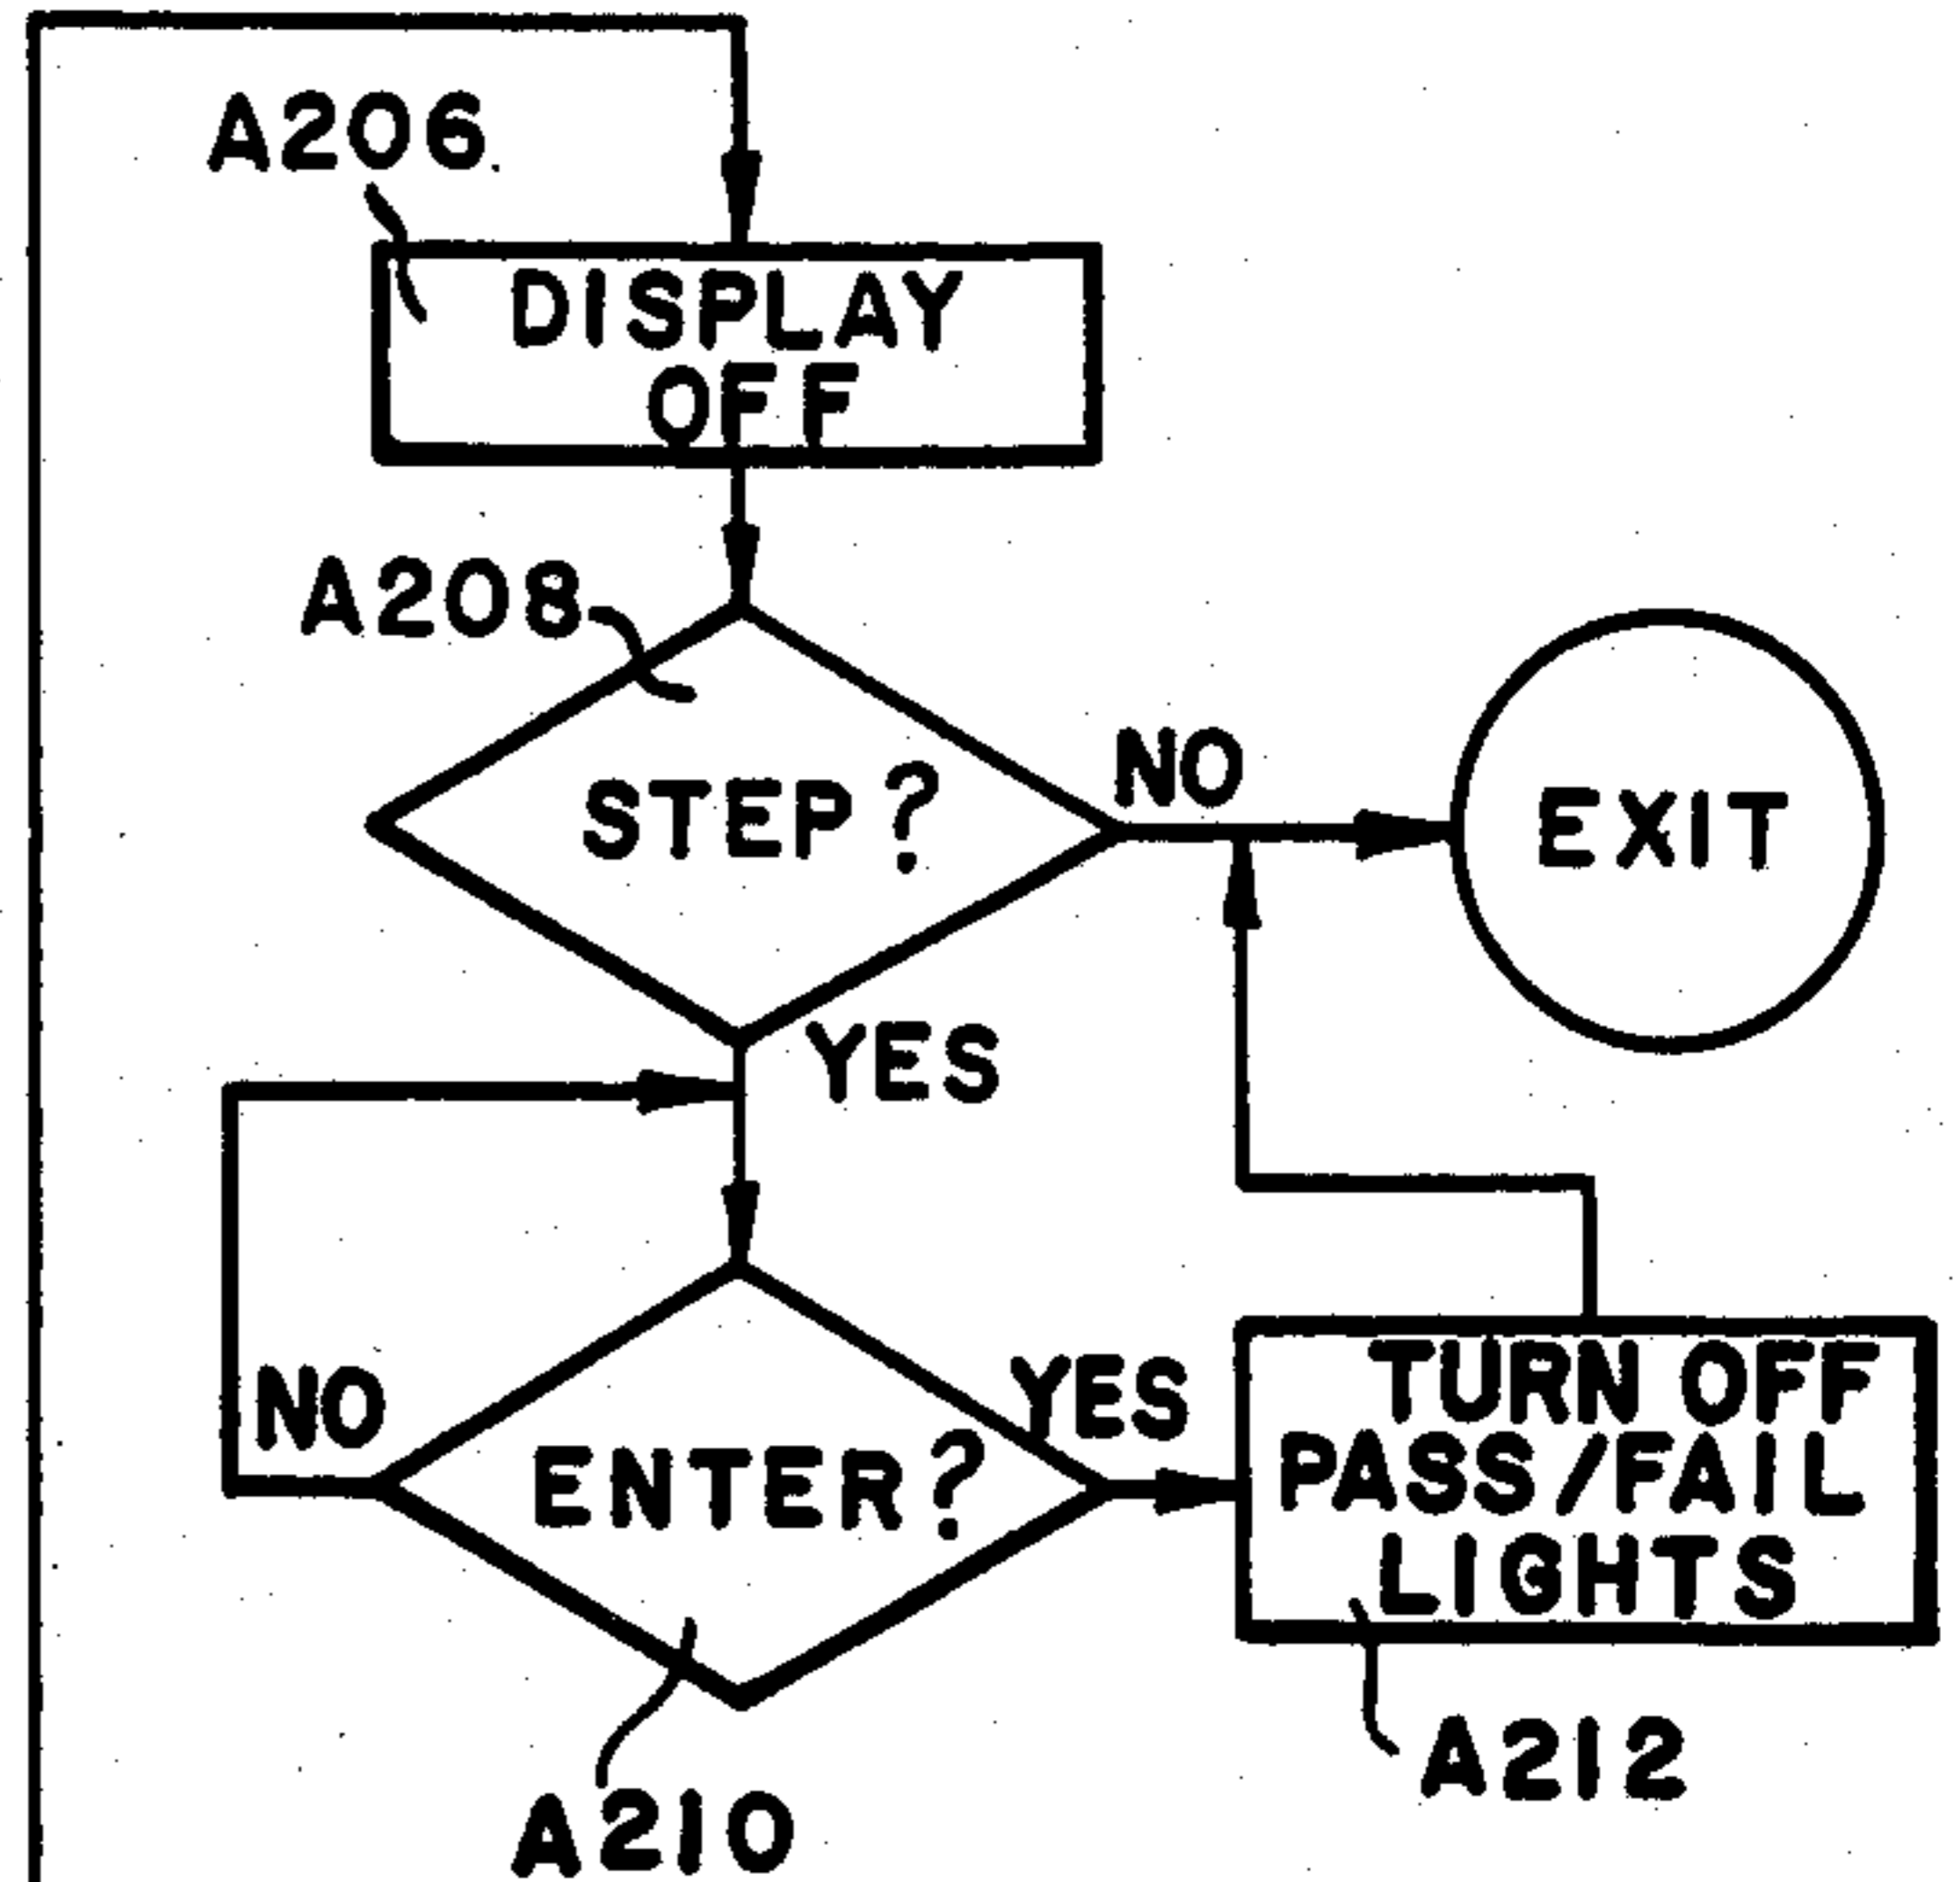 A206
DISPLAY
OFF
A208
STEP?
NO
EXIT
YES
NO
ENTER?
YES
TURN OFF
PASS/FAIL
LIGHTS
A210
A212